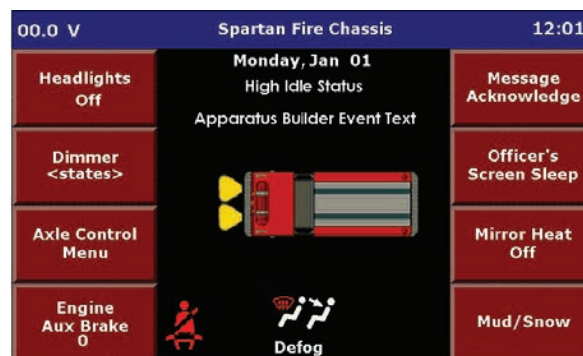 00.0 V
Spartan Fire Chassis
12:01
Monday, Jan 01
High Idle Status
Apparatus Builder Event Text
Headlights
Off
Dimmer
<states>
Axle Control
Menu
Engine
Aux Brake
0
Message
Acknowledge
Officer's
Screen Sleep
Mirror Heat
Off
Mud/Snow
Defog